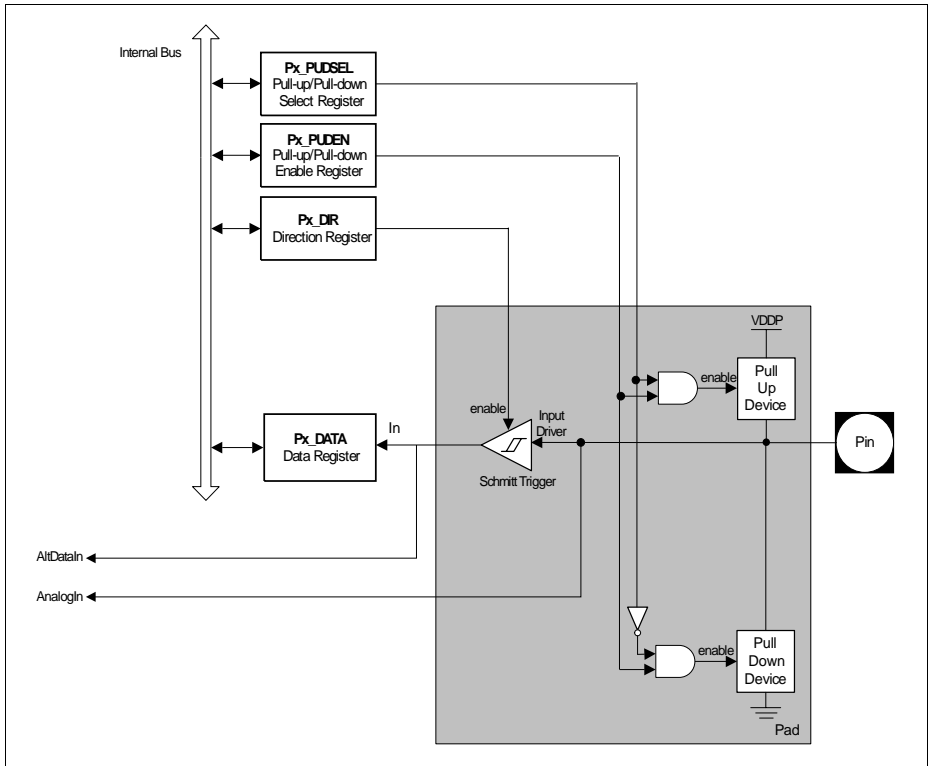 Internal Bus
Px_PUDSEL
Pull-up/Pull-down
Select Register
Px_PUDEN
Pull-up/Pull-down
Enable Register
Px_DIR
Direction Register
VDDP
enable
Pull
Up
Device
enable
Input
Driver
In
Px_DATA
Data Register
Schmitt Trigger
Pin
AltDataIn
AnalogIn
enable
Pull
Down
Device
Pad